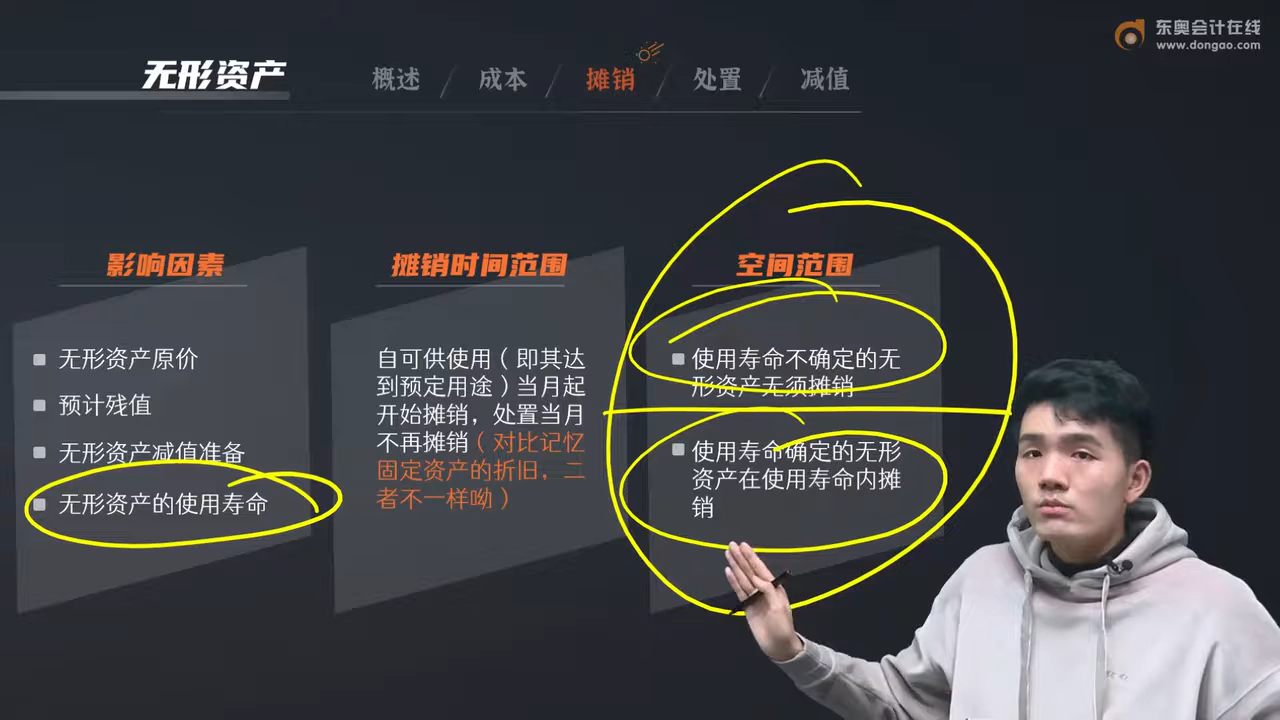 东奥会计在线
www.dongao.com
无形资产
概述 / 成本 / 摊销 / 处置 / 减值
影响因素
无形资产原价
预计残值
无形资产减值准备
无形资产的使用寿命
摊销时间范围
自可供使用（即其达
到预定用途）当月起
开始摊销，处置当月
不再摊销（对比记忆
固定资产的折旧，二
者不一样呦）
空间范围
使用寿命不确定的无
形资产无须摊销
使用寿命确定的无形
资产在使用寿命内摊
销